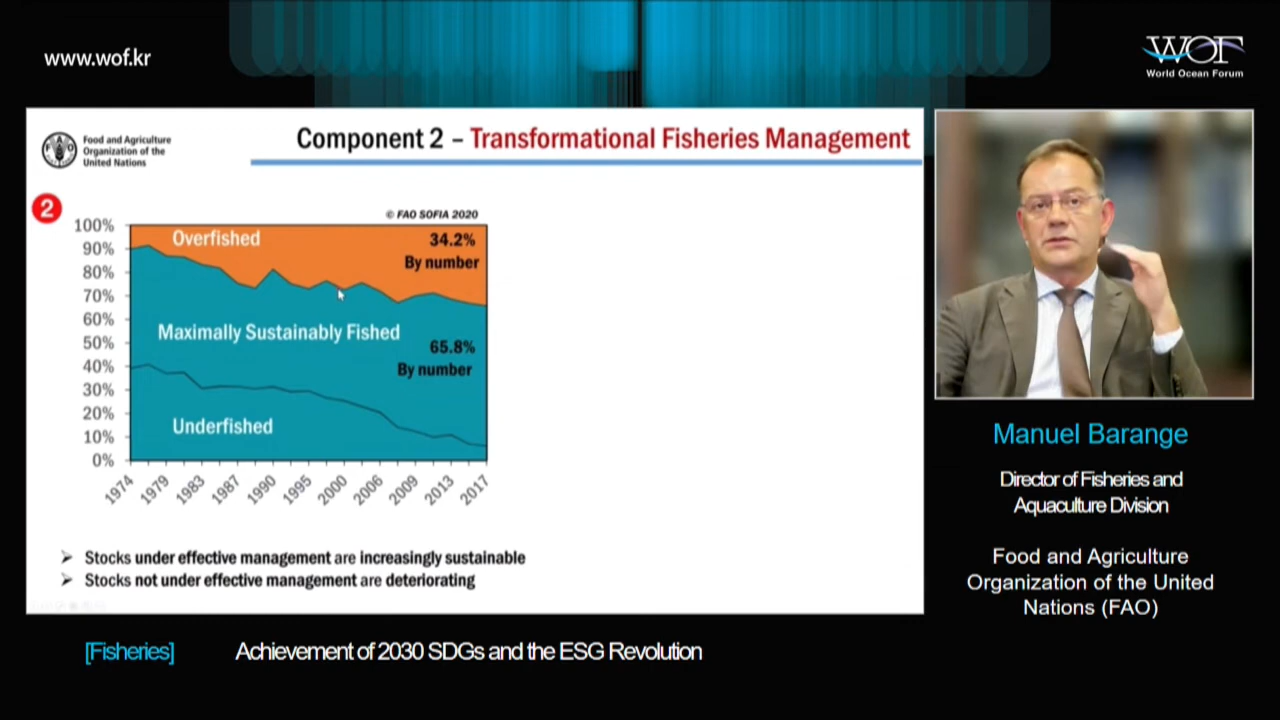 www.wof.kr
WOF
World Ocean Forum
Food and Agriculture
Organization of the
United Nations
Component 2 – Transformational Fisheries Management
2
© FAO SOFIA 2020
100%
90%
80%
70%
60%
50%
40%
30%
20%
10%
0%
Overfished
34.2%
By number
Maximally Sustainably Fished
65.8%
By number
Underfished
1974
1979
1983
1987
1990
1995
2000
2006
2009
2013
2017
➢ Stocks under effective management are increasingly sustainable
➢ Stocks not under effective management are deteriorating
Manuel Barange
Director of Fisheries and
Aquaculture Division
Food and Agriculture
Organization of the United
Nations (FAO)
[Fisheries] Achievement of 2030 SDGs and the ESG Revolution